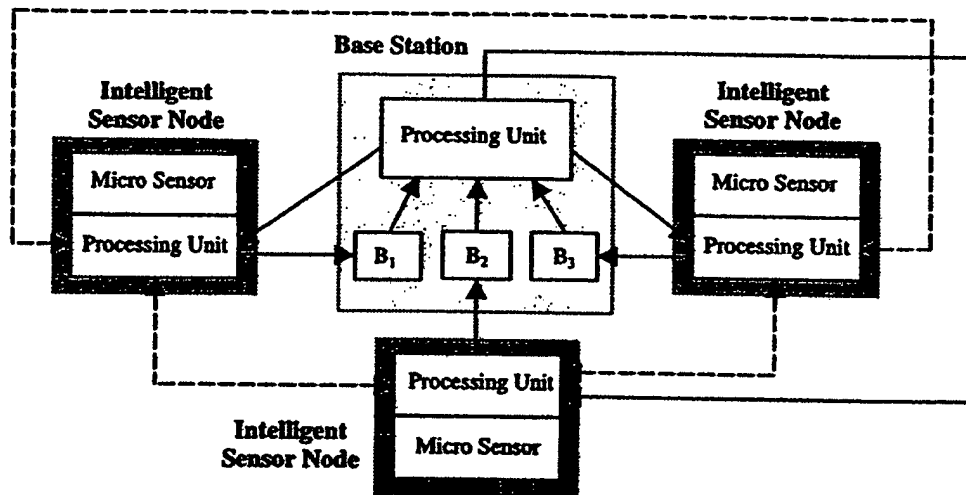 Base Station
Intelligent
Sensor Node
Micro Sensor
Processing Unit
Processing Unit
B₁
B₂
B₃
Intelligent
Sensor Node
Micro Sensor
Processing Unit
Processing Unit
Micro Sensor
Intelligent
Sensor Node